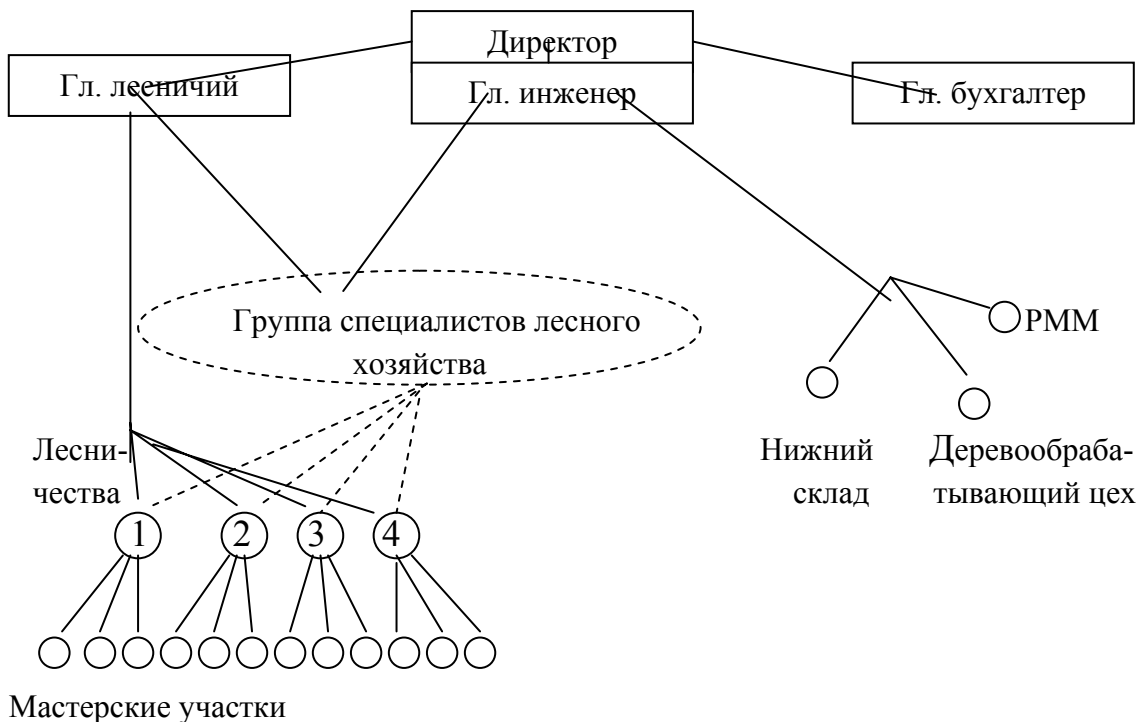 Директор
Гл. лесничий
Гл. инженер
Гл. бухгалтер
Группа специалистов лесного
хозяйства
РММ
Лесни-
чества
Нижний
склад
Деревообраба-
тывающий цех
1 2 3 4
Мастерские участки